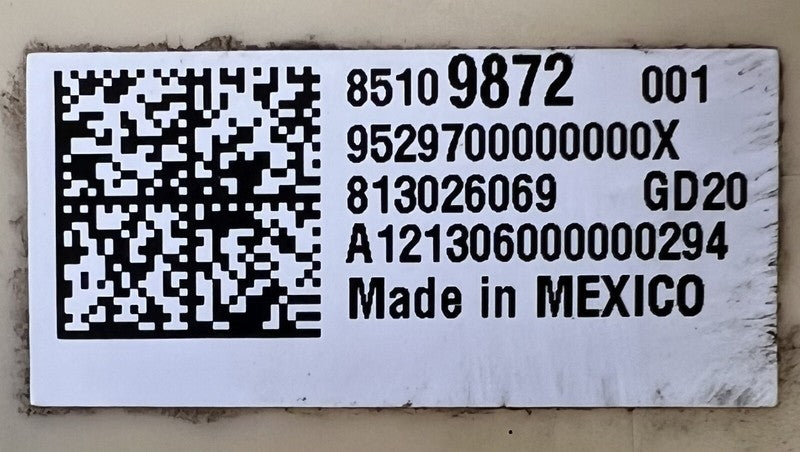 8510 9872 001
9529700000000X
813026069 GD20
A121306000000294
Made in MEXICO